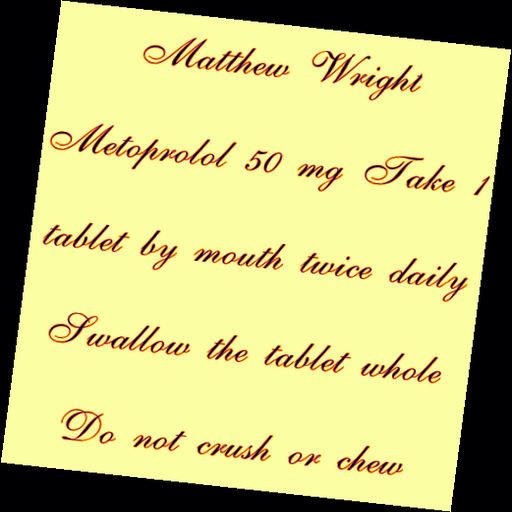 Matthew Wright
Metoprolol 50 mg Take 1
tablet by mouth twice daily
Swallow the tablet whole
Do not crush or chew